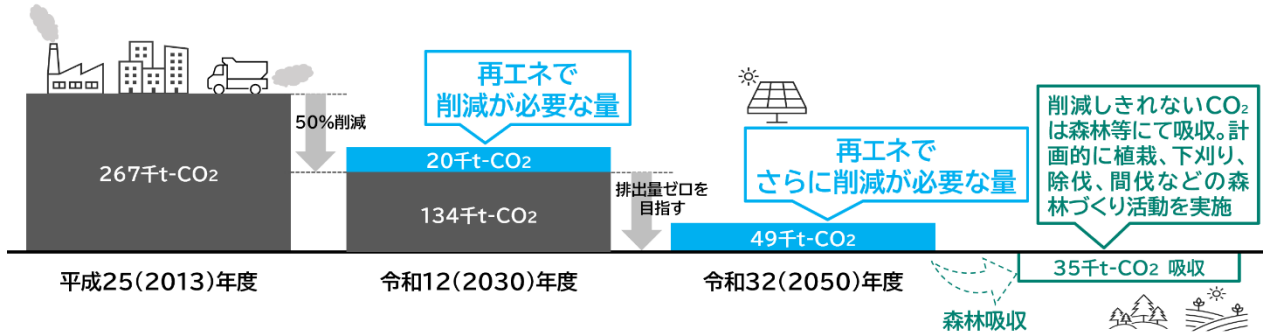 267千t-CO₂
平成25(2013)年度
50%削減
再エネで
削減が必要な量
20千t-CO₂
134千t-CO₂
令和12(2030)年度
排出量ゼロを
目指す
再エネで
さらに削減が必要な量
49千t-CO₂
令和32(2050)年度
削減しきれないCO₂
は森林等にて吸収。計
画的に植栽、下刈り、
除伐、間伐などの森
林づくり活動を実施
35千t-CO₂ 吸収
森林吸収